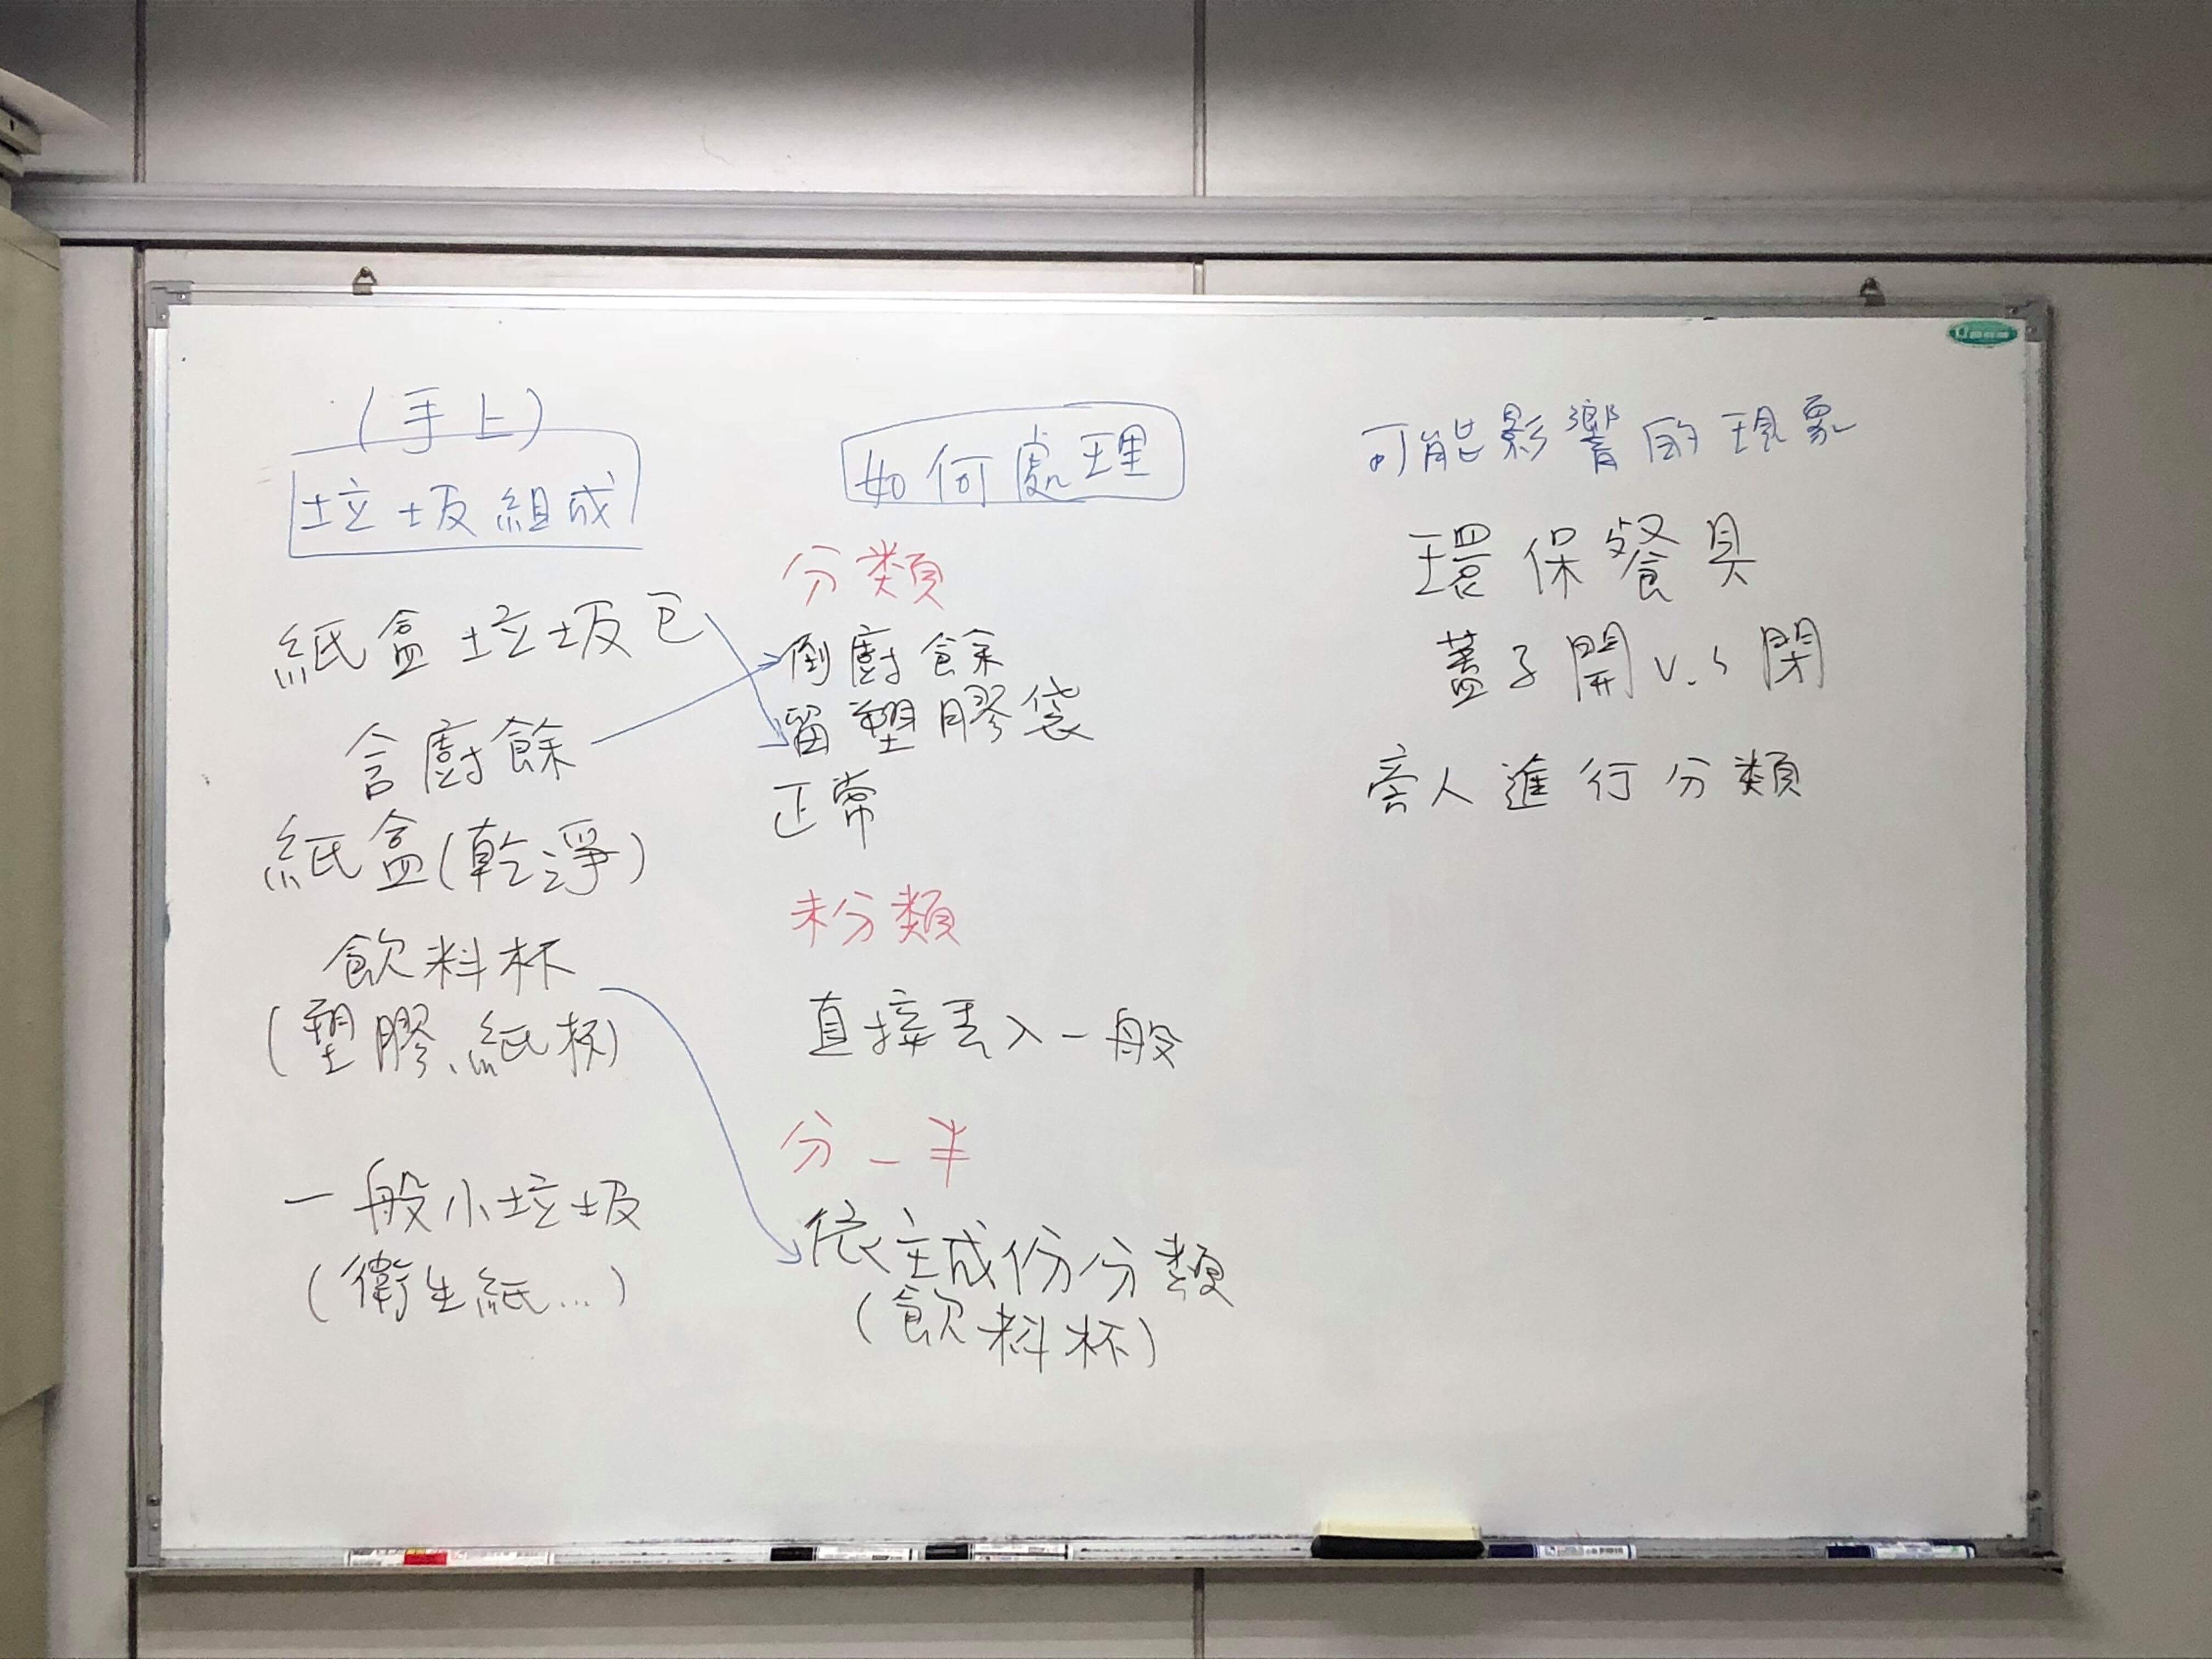 (手上)
垃圾組成
紙盒垃圾包
含廚餘
紙盒(乾淨)
飲料杯
(塑膠、紙杯)
一般小垃圾
(衛生紙...)
如何處理
分類
倒廚餘
留塑膠袋
正常
未分類
直接丟入一般
分一半
依主成份分類
(飲料杯)
可能影響的現象
環保餐具
蓋子開 v.s 閉
旁人進行分類